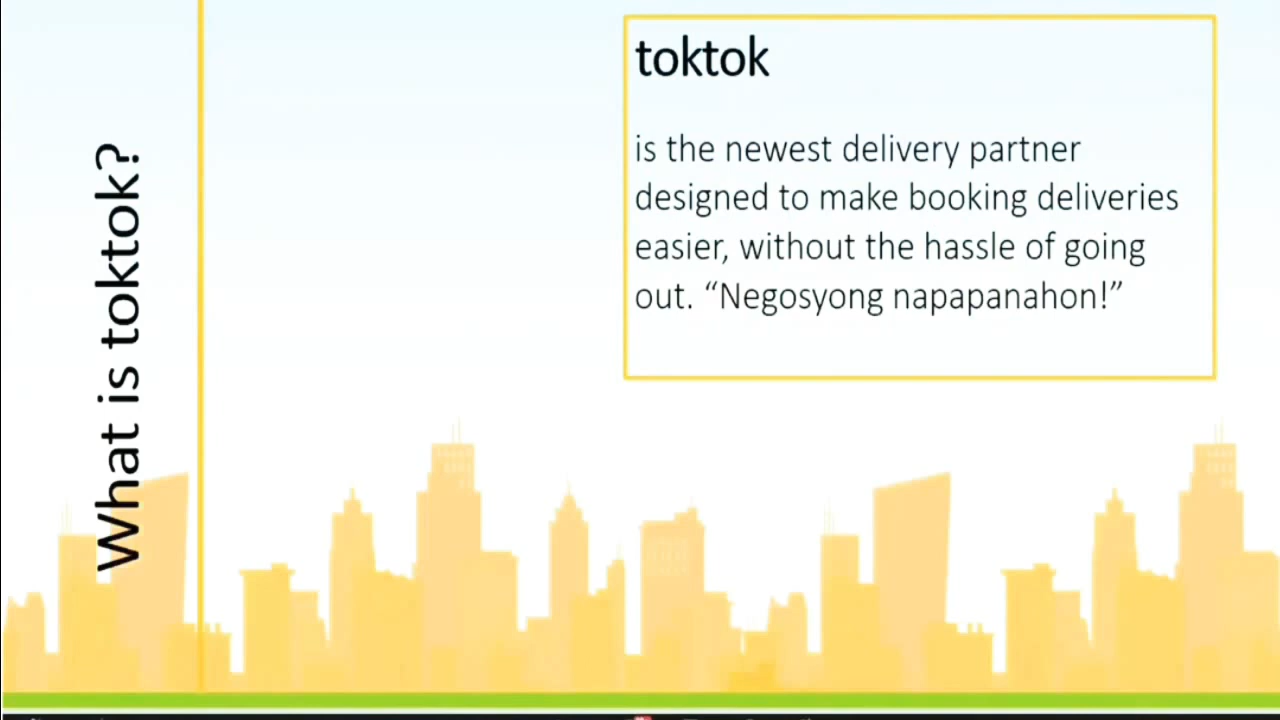 What is toktok?
toktok
is the newest delivery partner
designed to make booking deliveries
easier, without the hassle of going
out. “Negosyong napapanahon!”